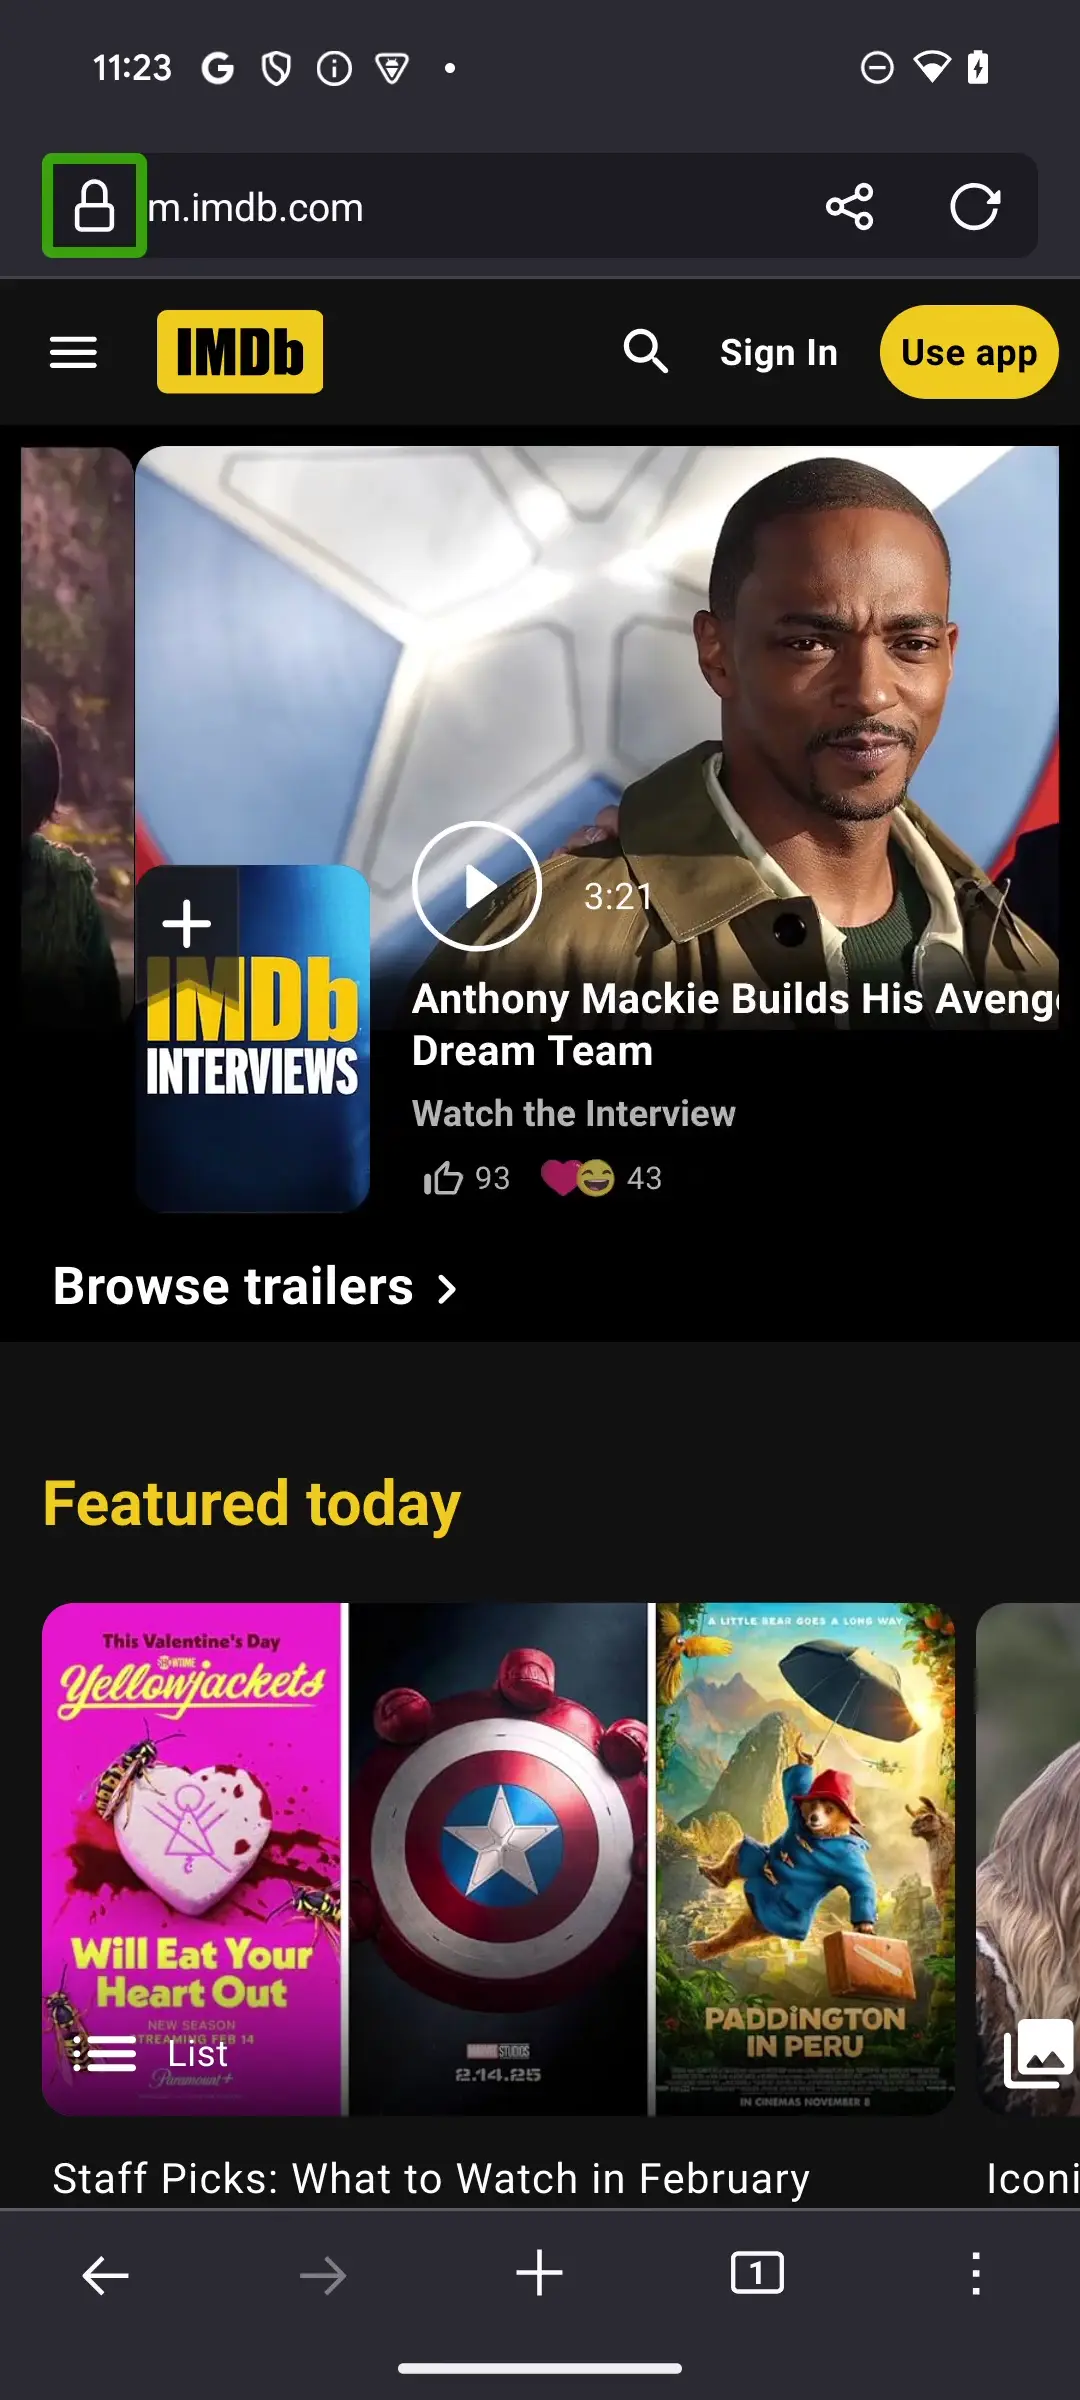 11:23
m.imdb.com
IMDb
Sign In
Use app
3:21
IMDb
INTERVIEWS
Anthony Mackie Builds His Aveng
Dream Team
Watch the Interview
93
43
Browse trailers
Featured today
This Valentine's Day
SHOWTIME
Yellowjackets
Will Eat Your
Heart Out
NEW SEASON
STREAMING FEB 14
Paramount+
List
MARVEL STUDIOS
2.14.25
A LITTLE BEAR GOES A LONG WAY
PADDiNGTON
IN PERU
IN CINEMAS NOVEMBER 8
Staff Picks: What to Watch in February
Iconi
1